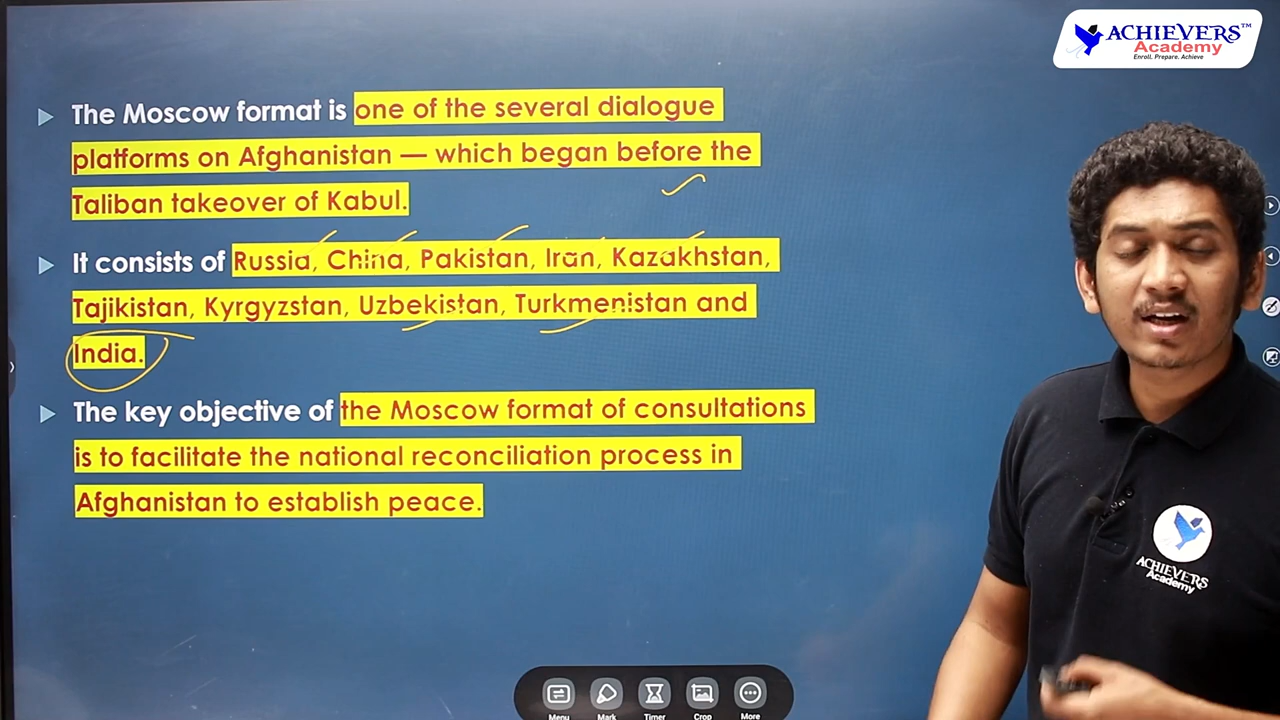 ACHIEVERS™
Academy
Enroll. Prepare. Achieve
The Moscow format is one of the several dialogue
platforms on Afghanistan — which began before the
Taliban takeover of Kabul.
It consists of Russia, China, Pakistan, Iran, Kazakhstan,
Tajikistan, Kyrgyzstan, Uzbekistan, Turkmenistan and
India.
The key objective of the Moscow format of consultations
is to facilitate the national reconciliation process in
Afghanistan to establish peace.
ACHIEVERS
Academy
Menu Mark Timer Crop More